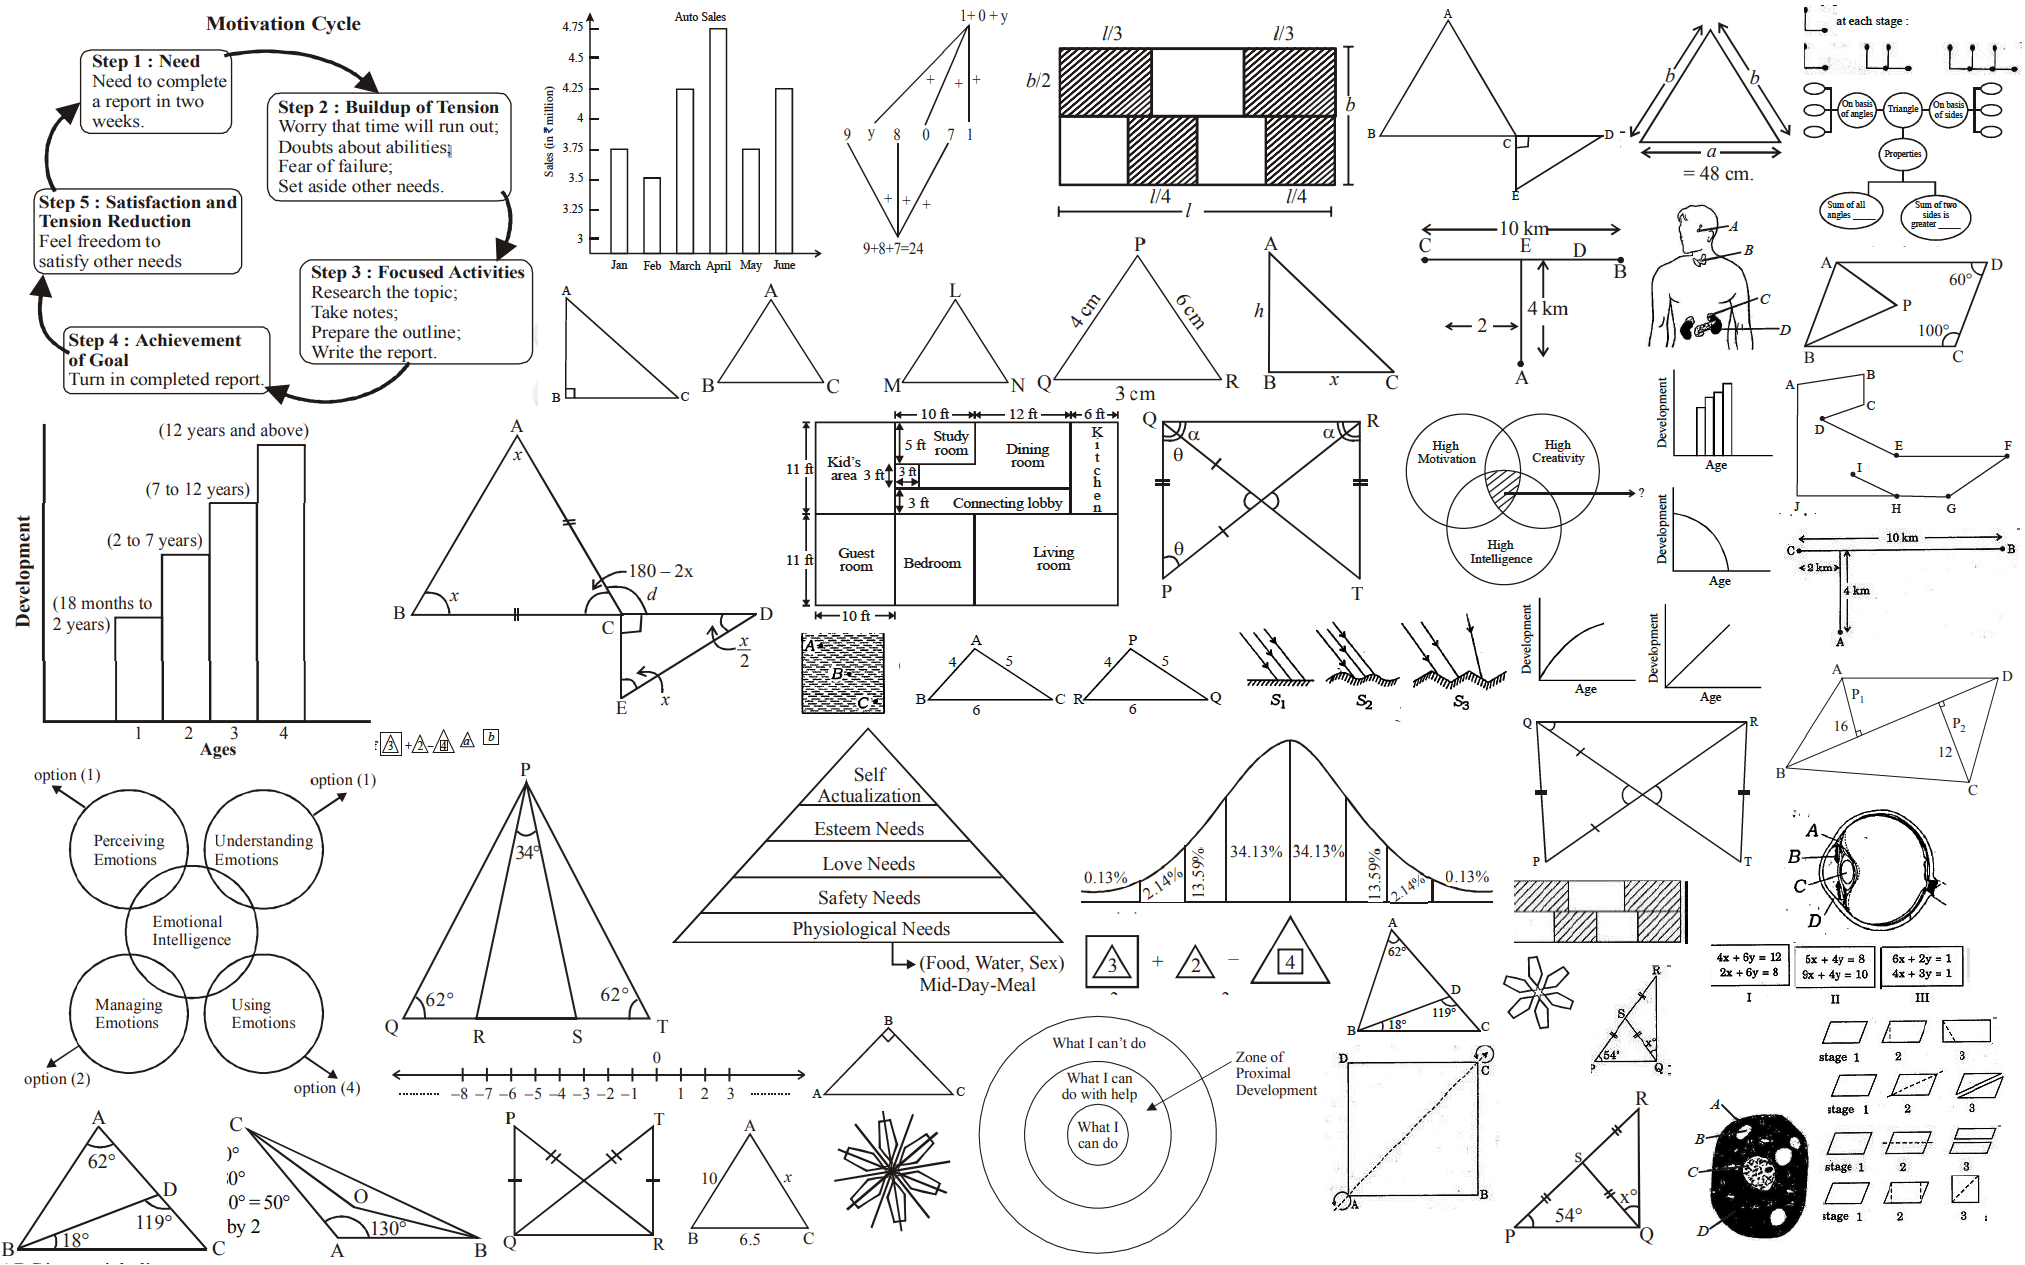 Motivation Cycle
Step 1 : Need
Need to complete
a report in two
weeks.
Step 2 : Buildup of Tension
Worry that time will run out;
Doubts about abilities;
Fear of failure;
Set aside other needs.
Step 5 : Satisfaction and
Tension Reduction
Feel freedom to
satisfy other needs
Step 3 : Focused Activities
Research the topic;
Take notes;
Prepare the outline;
Write the report.
Step 4 : Achievement
of Goal
Turn in completed report.
Auto Sales
Sales (in ₹ million)
4.75
4.5
4.25
4
3.75
3.5
3.25
3
Jan Feb March April May June
1+ 0 + y
+ + +
9 y 8 0 7 1
+ + +
9+8+7=24
l/3 l/3
b/2
b
l/4 l/4
l
A
B C D
E
b b
a
= 48 cm.
at each stage :
On basis
of angles
Triangle
On basis
of sides
Properties
Sum of all
angles _____
Sum of two
sides is
greater _____
A
B
C
D
10 km
C E D B
4 km
2
A
A
B C
A
B C
L
M N
P
4 cm 6 cm
Q R
3 cm
A
h
B x C
A D
60°
P
100°
B C
(12 years and above)
(7 to 12 years)
(2 to 7 years)
(18 months to
2 years)
Development
1 2 3 4
Ages
A
x
B x
180 – 2x
d
C D
x
2
E x
10 ft 12 ft 6 ft
11 ft
Kid's
area
5 ft
Study
room
Dining
room
Kitchen
3 ft
3 ft
3 ft Connecting lobby
11 ft
Guest
room
Bedroom
Living
room
10 ft
Q R
α α
θ
θ
P T
High
Motivation
High
Creativity
High
Intelligence
?
Development
Age
Development
Age
Development
Age
Development
Age
A B
C
D
E F
I
J H G
10 km
C B
2 km
4 km
A
A
B
C
A
4 5
B C
6
P
4 5
R Q
6
S1 S2 S3
A D
P1
16
P2
12
B C
Q R
P T
3 + 2 – 4 a b
option (1) option (1)
Perceiving
Emotions
Understanding
Emotions
Emotional
Intelligence
Managing
Emotions
Using
Emotions
option (2)
option (4)
P
34°
62° 62°
Q R S T
Self
Actualization
Esteem Needs
Love Needs
Safety Needs
Physiological Needs
(Food, Water, Sex)
Mid-Day-Meal
0.13% 2.14% 13.59% 34.13% 34.13% 13.59% 2.14% 0.13%
3 + 2 – 4
A
62°
D
119°
B 18° C
A
B
C
D
4x + 6y = 12
2x + 6y = 8
I
5x + 4y = 8
9x + 4y = 10
II
6x + 2y = 1
4x + 3y = 1
III
R
S
54° x°
Q
0
–8 –7 –6 –5 –4 –3 –2 –1 1 2 3
B
A C
What I can't do
What I can
do with help
What I
can do
Zone of
Proximal
Development
D C
A B
stage 1 2 3
stage 1 2 3
stage 1 2 3
stage 1 2 3
A
62°
D
119°
B 18° C
C
O
130°
A B
)°
0°
0° = 50°
by 2
P T
Q R
A
10 x
B 6.5 C
R
S
x°
54°
P Q
A
B
C
D